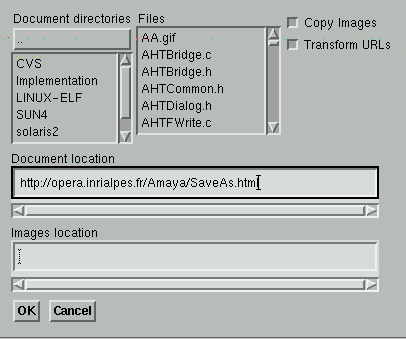 Document directories
Files
Copy Images
Transform URLs
..
CVS
Implementation
LINUX-ELF
SUN4
solaris2
AA.gif
AHTBridge.c
AHTBridge.h
AHTCommon.h
AHTDialog.h
AHTFWrite.c
Document location
http://opera.inrialpes.fr/Amaya/SaveAs.html
Images location
OK
Cancel